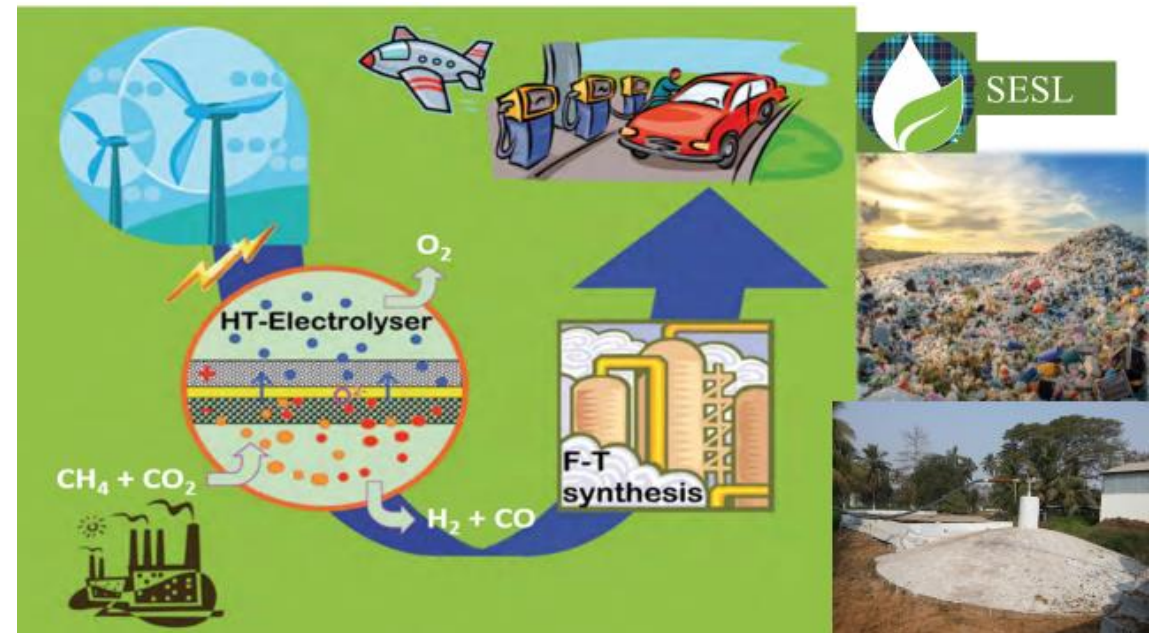 SESL
O₂
HT-Electrolyser
+
CH₄ + CO₂
H₂ + CO
F-T
synthesis